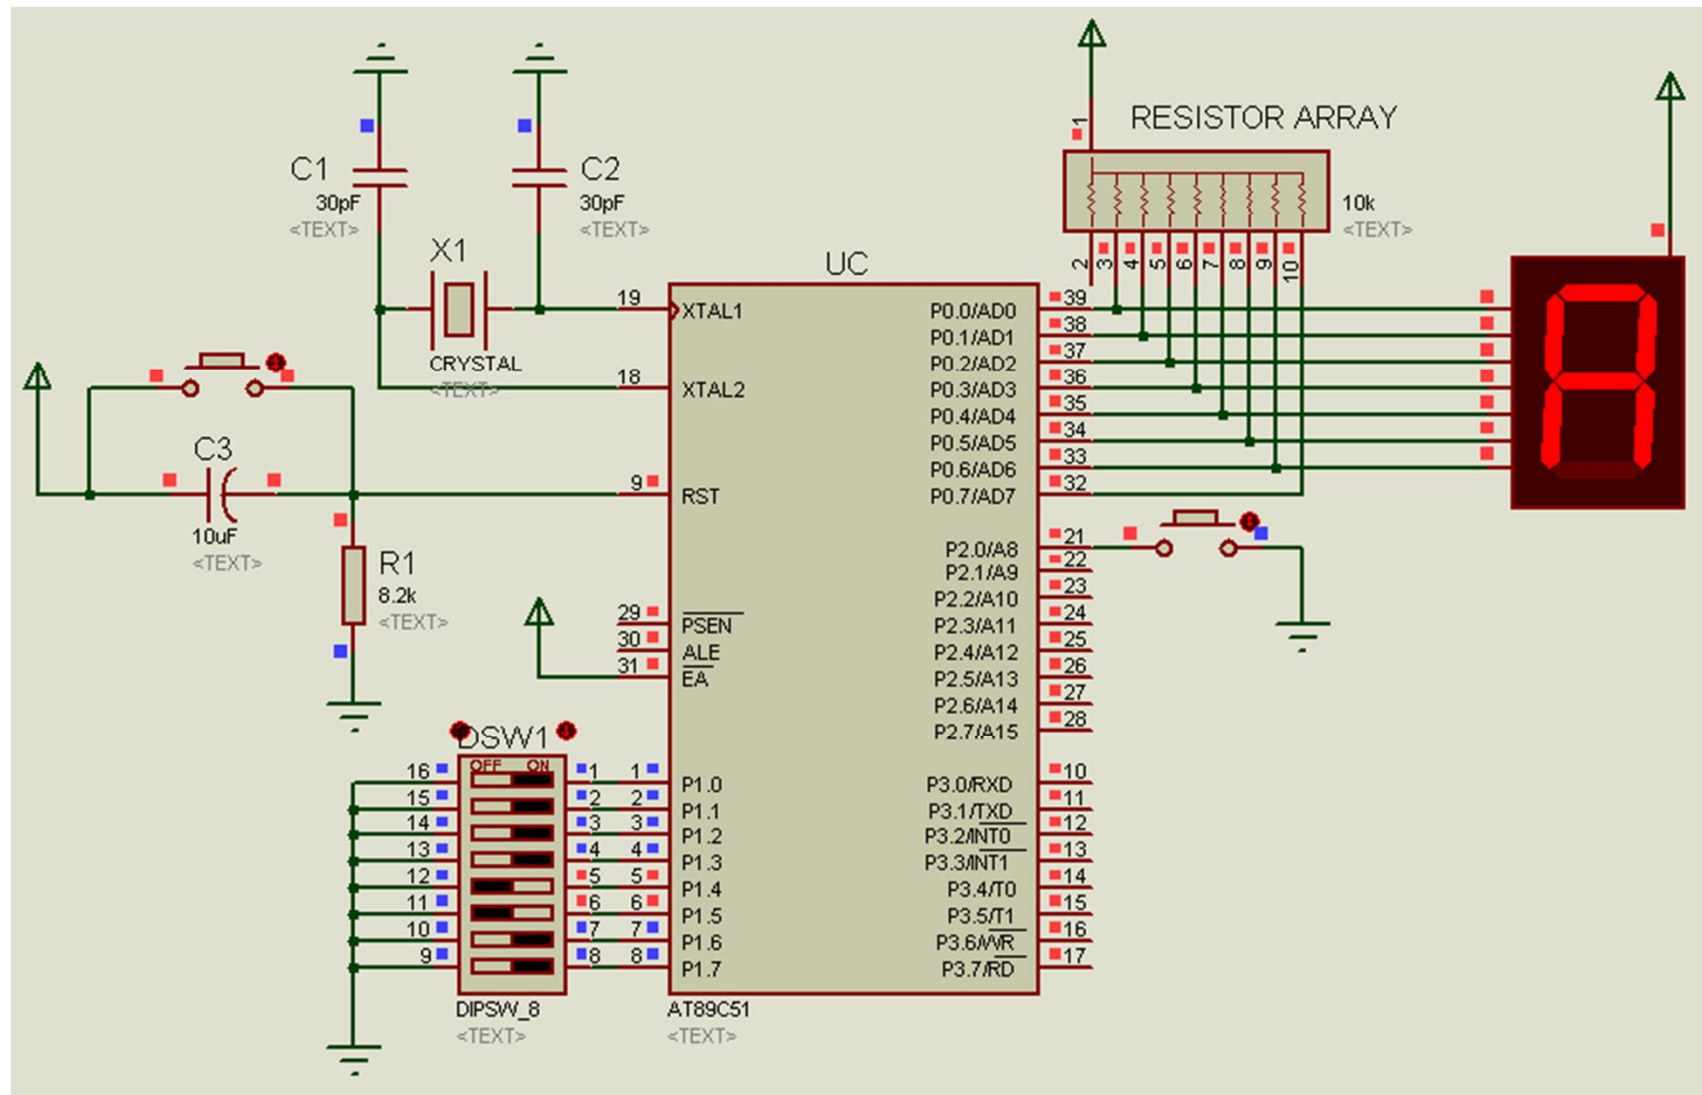 RESISTOR ARRAY
1
C1
30pF
<TEXT>
C2
30pF
<TEXT>
10k
<TEXT>
2
3
4
5
6
7
8
9
10
X1
CRYSTAL
<TEXT>
UC
19
XTAL1
18
XTAL2
9
RST
29
PSEN
30
ALE
31
EA
P0.0/AD0
39
P0.1/AD1
38
P0.2/AD2
37
P0.3/AD3
36
P0.4/AD4
35
P0.5/AD5
34
P0.6/AD6
33
P0.7/AD7
32
P2.0/A8
21
P2.1/A9
22
P2.2/A10
23
P2.3/A11
24
P2.4/A12
25
P2.5/A13
26
P2.6/A14
27
P2.7/A15
28
C3
10uF
<TEXT>
R1
8.2k
<TEXT>
DSW1
OFF ON
16 1 1 P1.0
15 2 2 P1.1
14 3 3 P1.2
13 4 4 P1.3
12 5 5 P1.4
11 6 6 P1.5
10 7 7 P1.6
9 8 8 P1.7
P3.0/RXD
10
P3.1/TXD
11
P3.2/INT0
12
P3.3/INT1
13
P3.4/T0
14
P3.5/T1
15
P3.6/WR
16
P3.7/RD
17
DIPSW_8
<TEXT>
AT89C51
<TEXT>